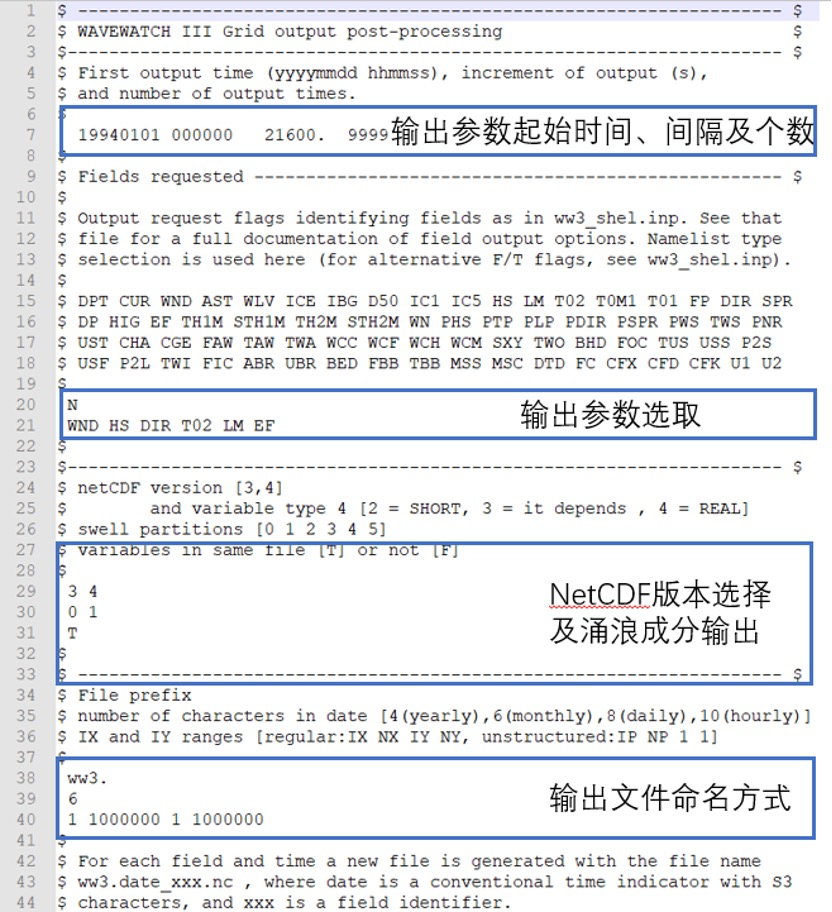 1 $ -------------------------------------------------------------------- $
2 $ WAVEWATCH III Grid output post-processing $
3 $--------------------------------------------------------------------- $
4 $ First output time (yyyymmdd hhmmss), increment of output (s),
5 $ and number of output times.
6 $
7 19940101 000000 21600. 9999 输出参数起始时间、间隔及个数
8 $
9 $ Fields requested --------------------------------------------------- $
10 $
11 $ Output request flags identifying fields as in ww3_shel.inp. See that
12 $ file for a full documentation of field output options. Namelist type
13 $ selection is used here (for alternative F/T flags, see ww3_shel.inp).
14 $
15 $ DPT CUR WND AST WLV ICE IBG D50 IC1 IC5 HS LM T02 T0M1 T01 FP DIR SPR
16 $ DP HIG EF TH1M STH1M TH2M STH2M WN PHS PTP PLP PDIR PSPR PWS TWS PNR
17 $ UST CHA CGE FAW TAW TWA WCC WCF WCH WCM SXY TWO BHD FOC TUS USS P2S
18 $ USF P2L TWI FIC ABR UBR BED FBB TBB MSS MSC DTD FC CFX CFD CFK U1 U2
19 $
20 N
21 WND HS DIR T02 LM EF
输出参数选取
22 $
23 $--------------------------------------------------------------------- $
24 $ netCDF version [3,4]
25 $ and variable type 4 [2 = SHORT, 3 = it depends , 4 = REAL]
26 $ swell partitions [0 1 2 3 4 5]
27 $ variables in same file [T] or not [F]
28 $
29 3 4
30 0 1
31 T
NetCDF版本选择
及涌浪成分输出
32 $
33 $ -------------------------------------------------------------------- $
34 $ File prefix
35 $ number of characters in date [4(yearly),6(monthly),8(daily),10(hourly)]
36 $ IX and IY ranges [regular:IX NX IY NY, unstructured:IP NP 1 1]
37 $
38 ww3.
39 6
40 1 1000000 1 1000000
输出文件命名方式
41 $
42 $ For each field and time a new file is generated with the file name
43 $ ww3.date_xxx.nc , where date is a conventional time indicator with S3
44 $ characters, and xxx is a field identifier.